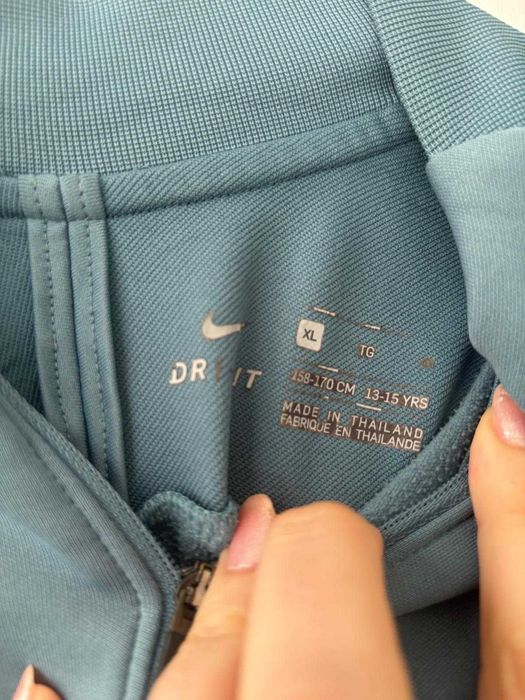 XL TG
DRI FIT
158-170 CM 13-15 YRS
MADE IN THAILAND
FABRIQUE EN THAILANDE